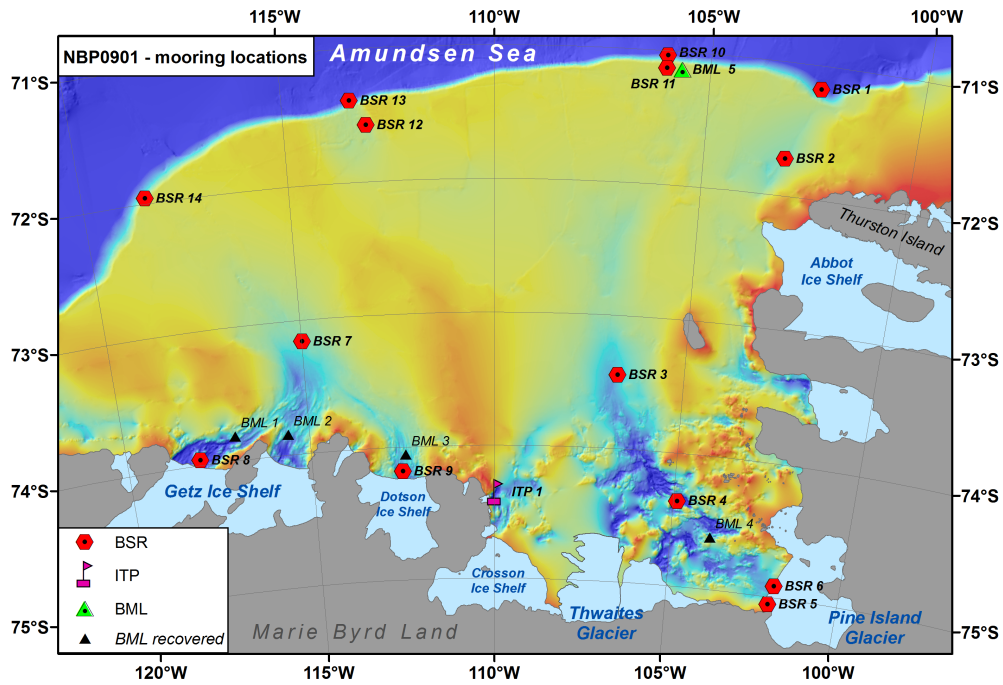 115°W
110°W
105°W
100°W
NBP0901 - mooring locations
Amundsen Sea
BSR 10
BML 5
BSR 11
71°S
71°S
BSR 1
BSR 13
BSR 12
BSR 2
BSR 14
72°S
72°S
Thurston Island
Abbot
Ice Shelf
BSR 7
73°S
73°S
BSR 3
BML 1
BML 2
BML 3
BSR 8
BSR 9
Getz Ice Shelf
74°S
74°S
ITP 1
BSR 4
Dotson
Ice Shelf
BML 4
BSR
ITP
BML
BML recovered
Crosson
Ice Shelf
BSR 6
BSR 5
Thwaites
Glacier
Pine Island
Glacier
75°S
75°S
Marie Byrd Land
120°W
115°W
110°W
105°W
100°W